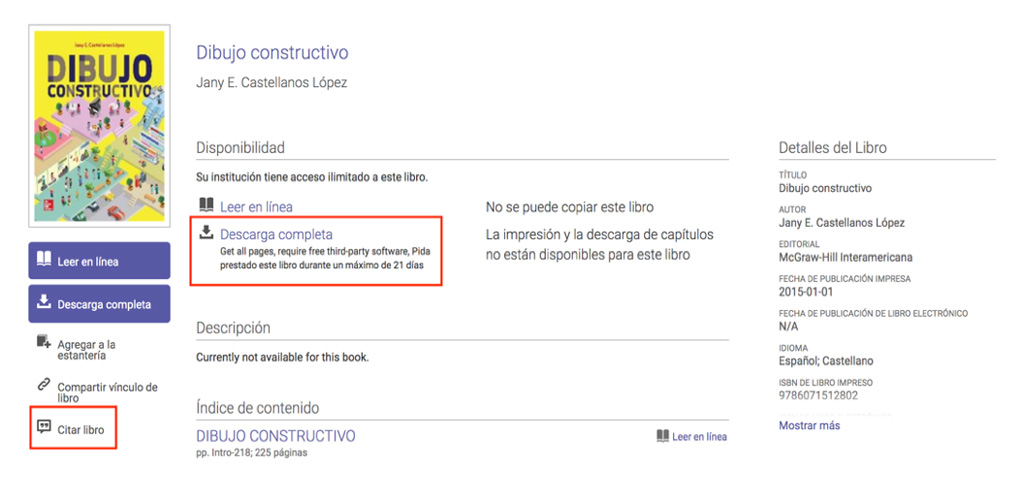 Jany E. Castellanos López
DIBUJO
CONSTRUCTIVO
Leer en línea
Descarga completa
Agregar a la
estantería
Compartir vínculo de
libro
Citar libro
Dibujo constructivo
Jany E. Castellanos López
Disponibilidad
Su institución tiene acceso ilimitado a este libro.
Leer en línea
Descarga completa
Get all pages, require free third-party software, Pida
prestado este libro durante un máximo de 21 días
No se puede copiar este libro
La impresión y la descarga de capítulos
no están disponibles para este libro
Descripción
Currently not available for this book.
Índice de contenido
DIBUJO CONSTRUCTIVO
Leer en línea
pp. Intro-218; 225 páginas
Detalles del Libro
TÍTULO
Dibujo constructivo
AUTOR
Jany E. Castellanos López
EDITORIAL
McGraw-Hill Interamericana
FECHA DE PUBLICACIÓN IMPRESA
2015-01-01
FECHA DE PUBLICACIÓN DE LIBRO ELECTRÓNICO
N/A
IDIOMA
Español; Castellano
ISBN DE LIBRO IMPRESO
9786071512802
Mostrar más